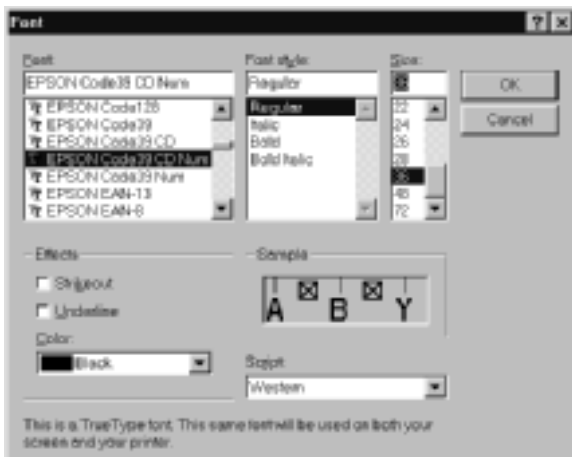 Font
Font:
EPSON Code39 CD Num
EPSON Code128
EPSON Code39
EPSON Code39 CD
EPSON Code39 CD Num
EPSON Code39 Num
EPSON EAN-13
EPSON EAN-8
Font style:
Regular
Regular
Italic
Bold
Bold Italic
Size:
22
24
26
28
36
48
72
OK
Cancel
Effects
Strikeout
Underline
Color:
Black
Sample
A B Y
Script:
Western
This is a TrueType font. This same font will be used on both your
screen and your printer.